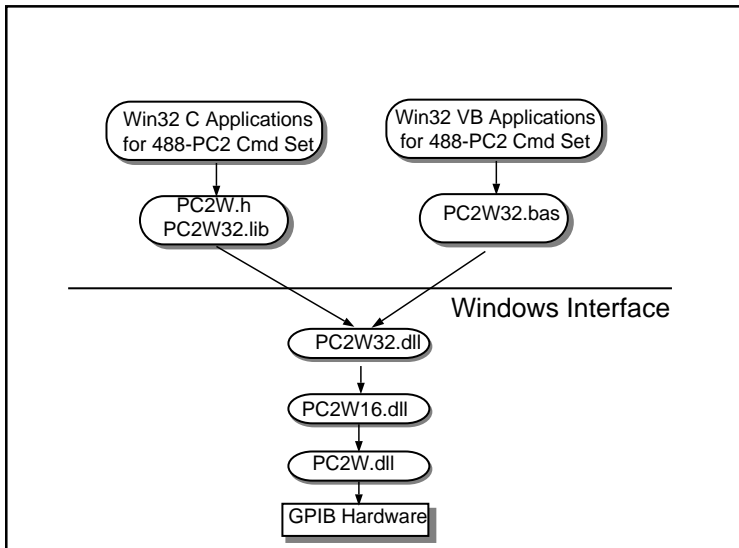 Win32 C Applications
for 488-PC2 Cmd Set
Win32 VB Applications
for 488-PC2 Cmd Set
PC2W.h
PC2W32.lib
PC2W32.bas
Windows Interface
PC2W32.dll
PC2W16.dll
PC2W.dll
GPIB Hardware